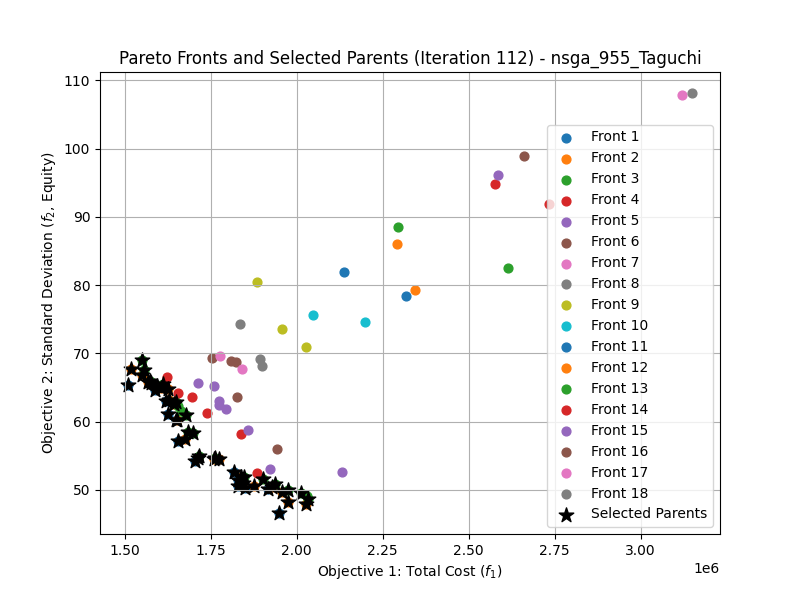 Pareto Fronts and Selected Parents (Iteration 112) - nsga_955_Taguchi
Objective 2: Standard Deviation (f₂, Equity)
110
100
90
80
70
60
50
Front 1
Front 2
Front 3
Front 4
Front 5
Front 6
Front 7
Front 8
Front 9
Front 10
Front 11
Front 12
Front 13
Front 14
Front 15
Front 16
Front 17
Front 18
Selected Parents
1.50 1.75 2.00 2.25 2.50 2.75 3.00
1e6
Objective 1: Total Cost (f₁)